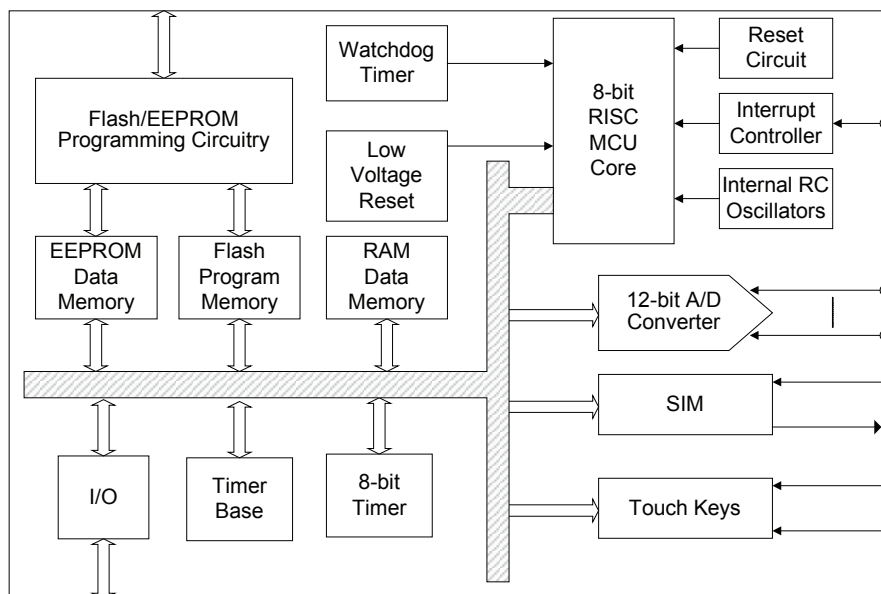 Flash/EEPROM
Programming Circuitry
Watchdog
Timer
Low
Voltage
Reset
8-bit
RISC
MCU
Core
Reset
Circuit
Interrupt
Controller
Internal RC
Oscillators
EEPROM
Data
Memory
Flash
Program
Memory
RAM
Data
Memory
12-bit A/D
Converter
SIM
Touch Keys
I/O
Timer
Base
8-bit
Timer